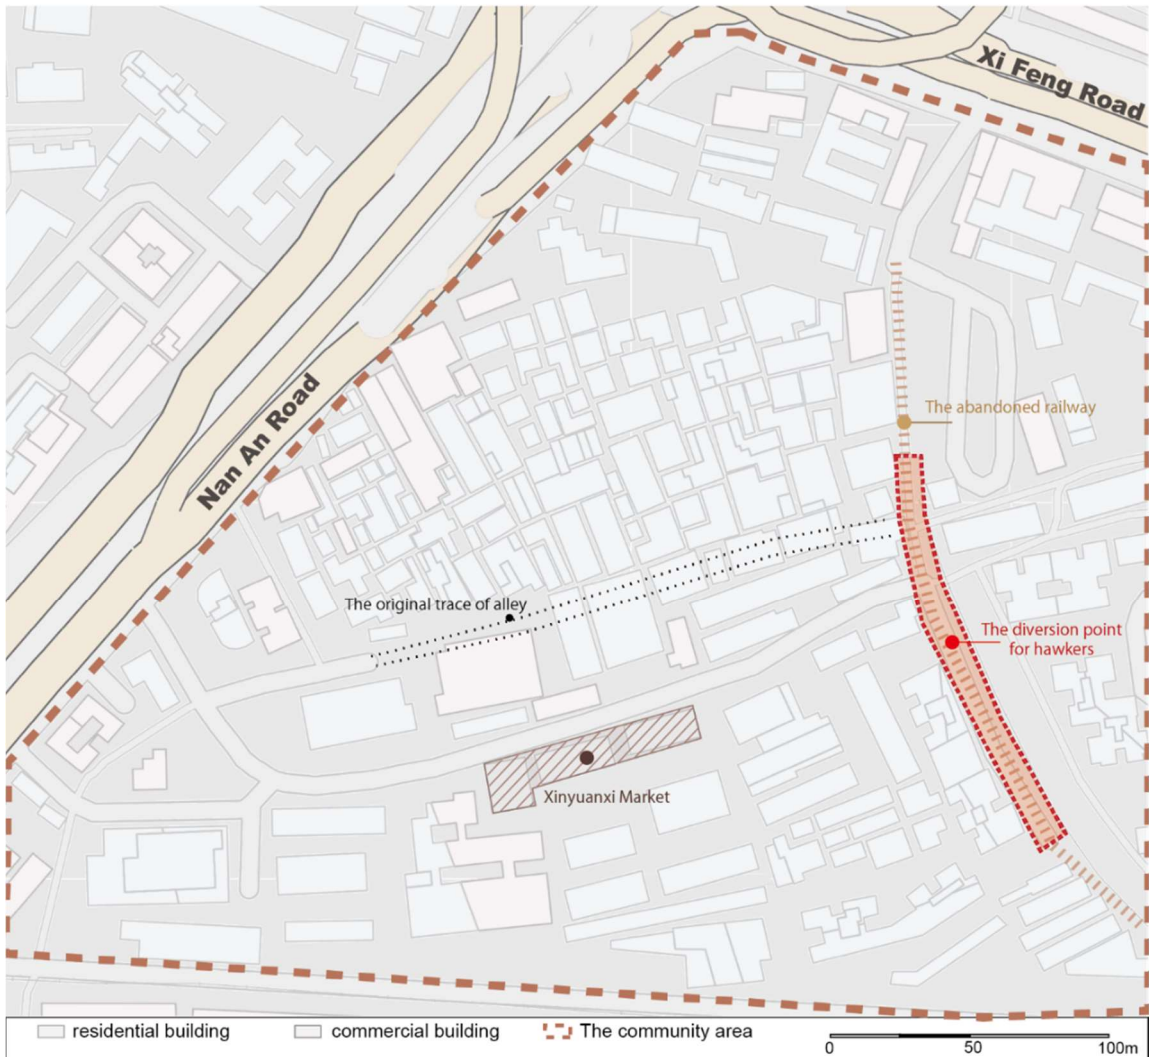 Xi Feng Road
The abandoned railway
Nan An Road
The original trace of alley
The diversion point
for hawkers
Xinyuanxi Market
residential building
commercial building
The community area
0
50
100m